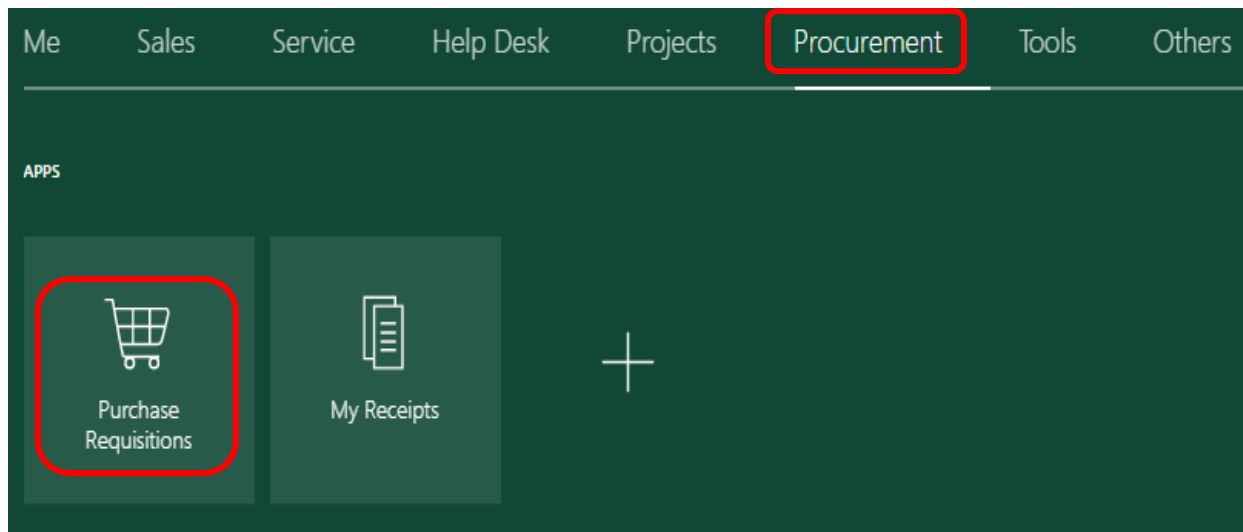 Me Sales Service Help Desk Projects Procurement Tools Others
APPS
Purchase
Requisitions
My Receipts